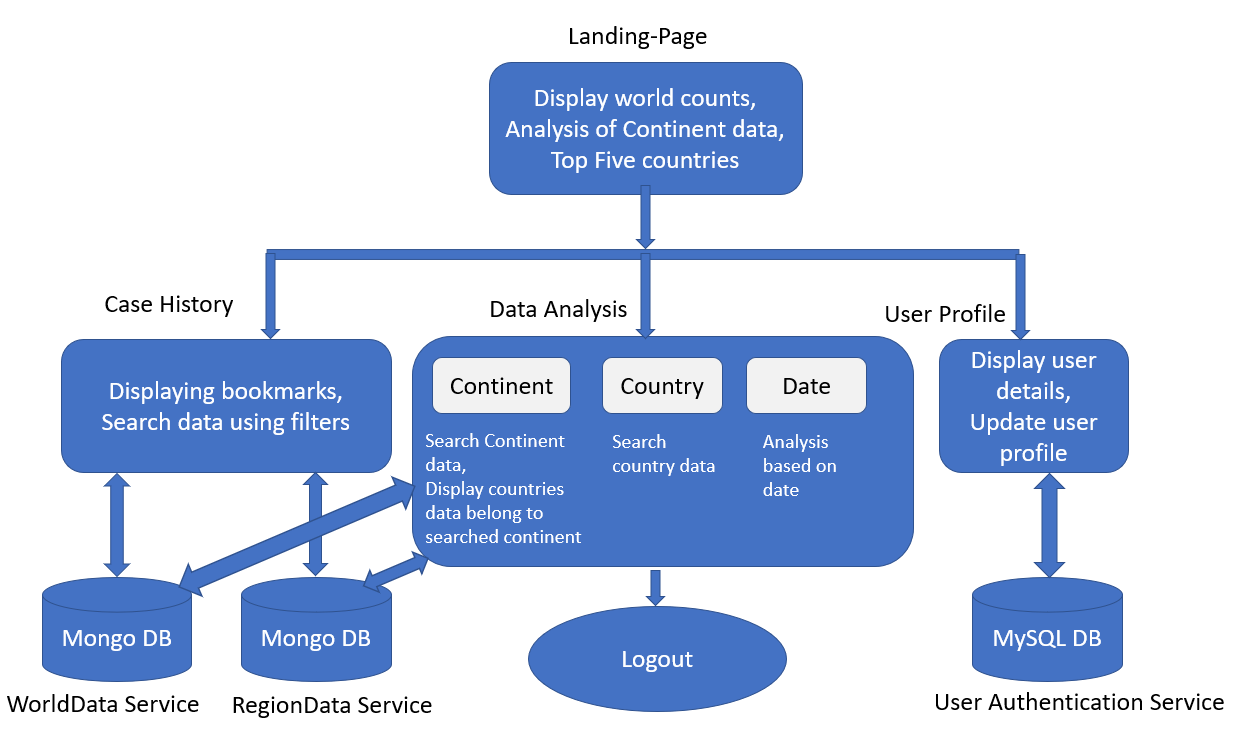 Landing-Page
Display world counts,
Analysis of Continent data,
Top Five countries
Case History
Data Analysis
User Profile
Displaying bookmarks,
Search data using filters
Continent
Country
Date
Search Continent
data,
Display countries
data belong to
searched continent
Search
country data
Analysis
based on
date
Display user
details,
Update user
profile
Mongo DB
Mongo DB
Logout
MySQL DB
WorldData Service
RegionData Service
User Authentication Service